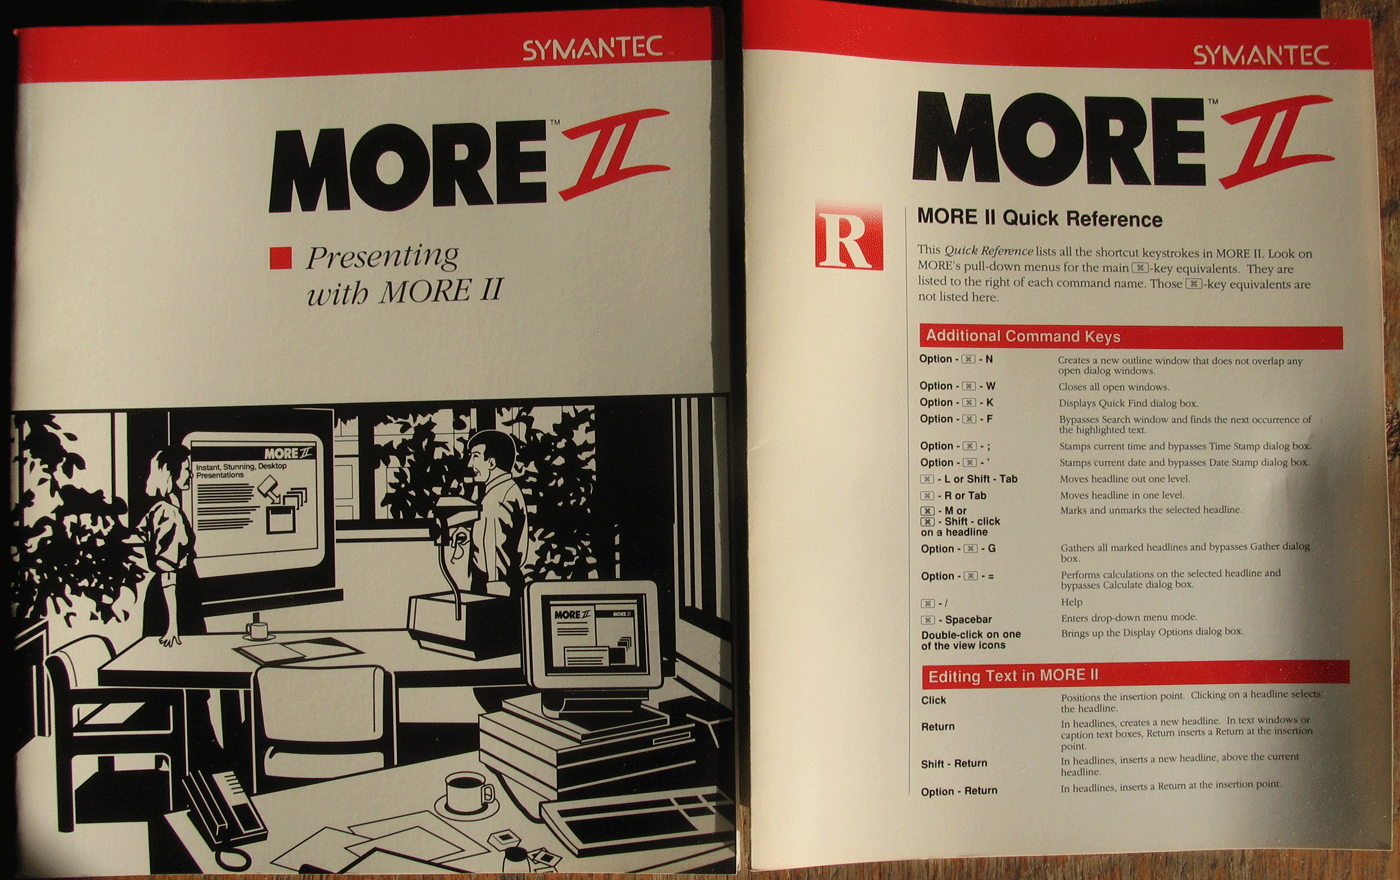 SYMANTEC
MORE™ II
Presenting
with MORE II
MORE II
Instant, Stunning, Desktop
Presentations
MORE II
MORE II
SYMANTEC
MORE™ II
R
MORE II Quick Reference
This Quick Reference lists all the shortcut keystrokes in MORE II. Look on
MORE's pull-down menus for the main ⌘-key equivalents. They are
listed to the right of each command name. Those ⌘-key equivalents are
not listed here.
Additional Command Keys
Option - ⌘ - N Creates a new outline window that does not overlap any
open dialog windows.
Option - ⌘ - W Closes all open windows.
Option - ⌘ - K Displays Quick Find dialog box.
Option - ⌘ - F Bypasses Search window and finds the next occurrence of
the highlighted text.
Option - ⌘ - ; Stamps current time and bypasses Time Stamp dialog box.
Option - ⌘ - ' Stamps current date and bypasses Date Stamp dialog box.
⌘ - L or Shift - Tab Moves headline out one level.
⌘ - R or Tab Moves headline in one level.
⌘ - M or Marks and unmarks the selected headline.
⌘ - Shift - click
on a headline
Option - ⌘ - G Gathers all marked headlines and bypasses Gather dialog
box.
Option - ⌘ - = Performs calculations on the selected headline and
bypasses Calculate dialog box.
⌘ - / Help
⌘ - Spacebar Enters drop-down menu mode.
Double-click on one Brings up the Display Options dialog box.
of the view icons
Editing Text in MORE II
Click Positions the insertion point. Clicking on a headline selects
the headline.
Return In headlines, creates a new headline. In text windows or
caption text boxes, Return inserts a Return at the insertion
point.
Shift - Return In headlines, inserts a new headline, above the current
headline.
Option - Return In headlines, inserts a Return at the insertion point.